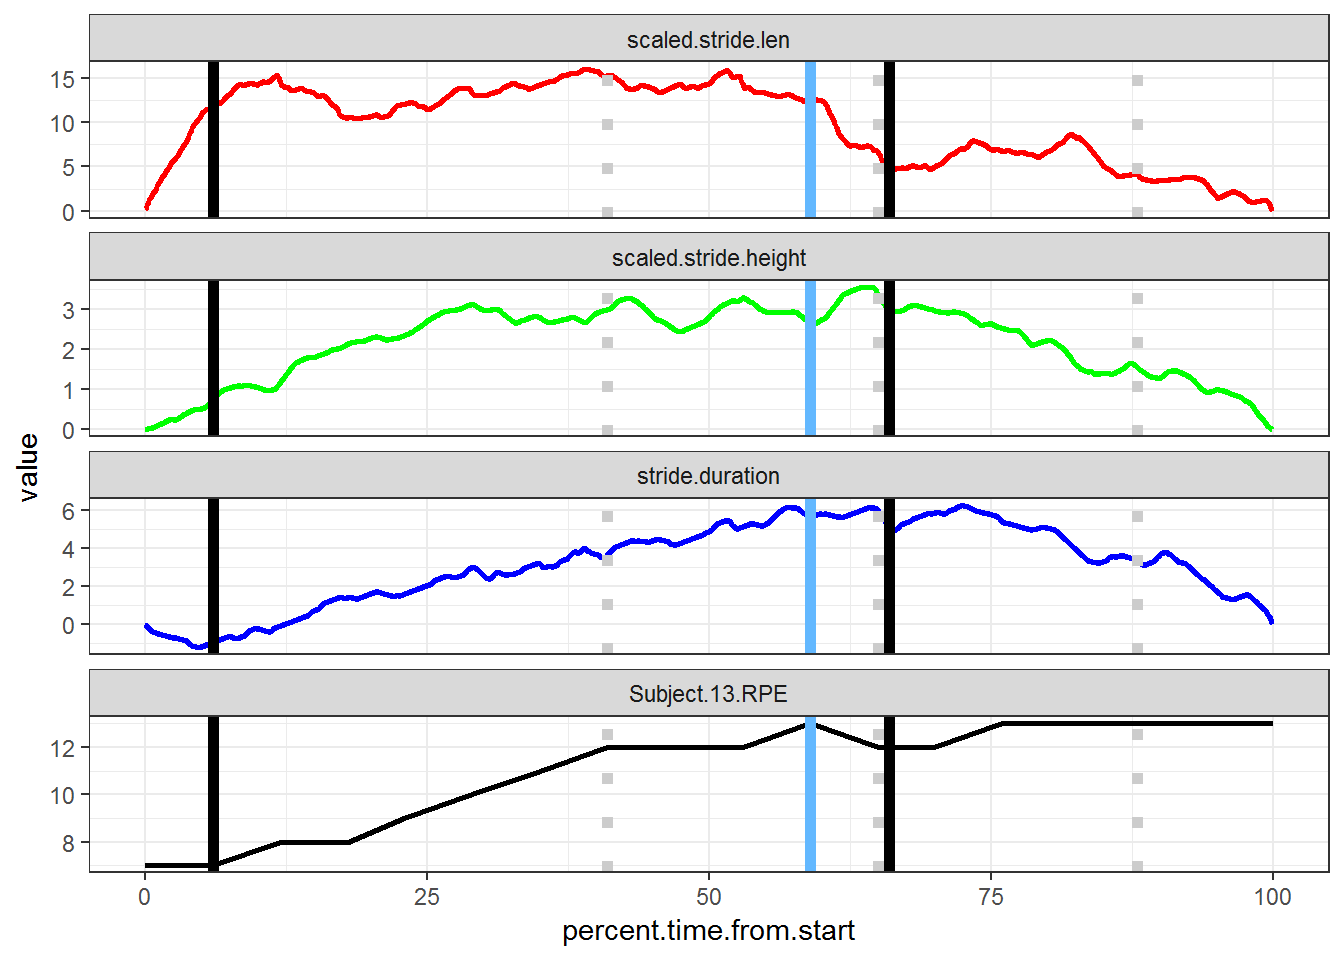 scaled.stride.len
15
10
5
0
scaled.stride.height
3
2
1
0
value
stride.duration
6
4
2
0
Subject.13.RPE
12
10
8
0 25 50 75 100
percent.time.from.start